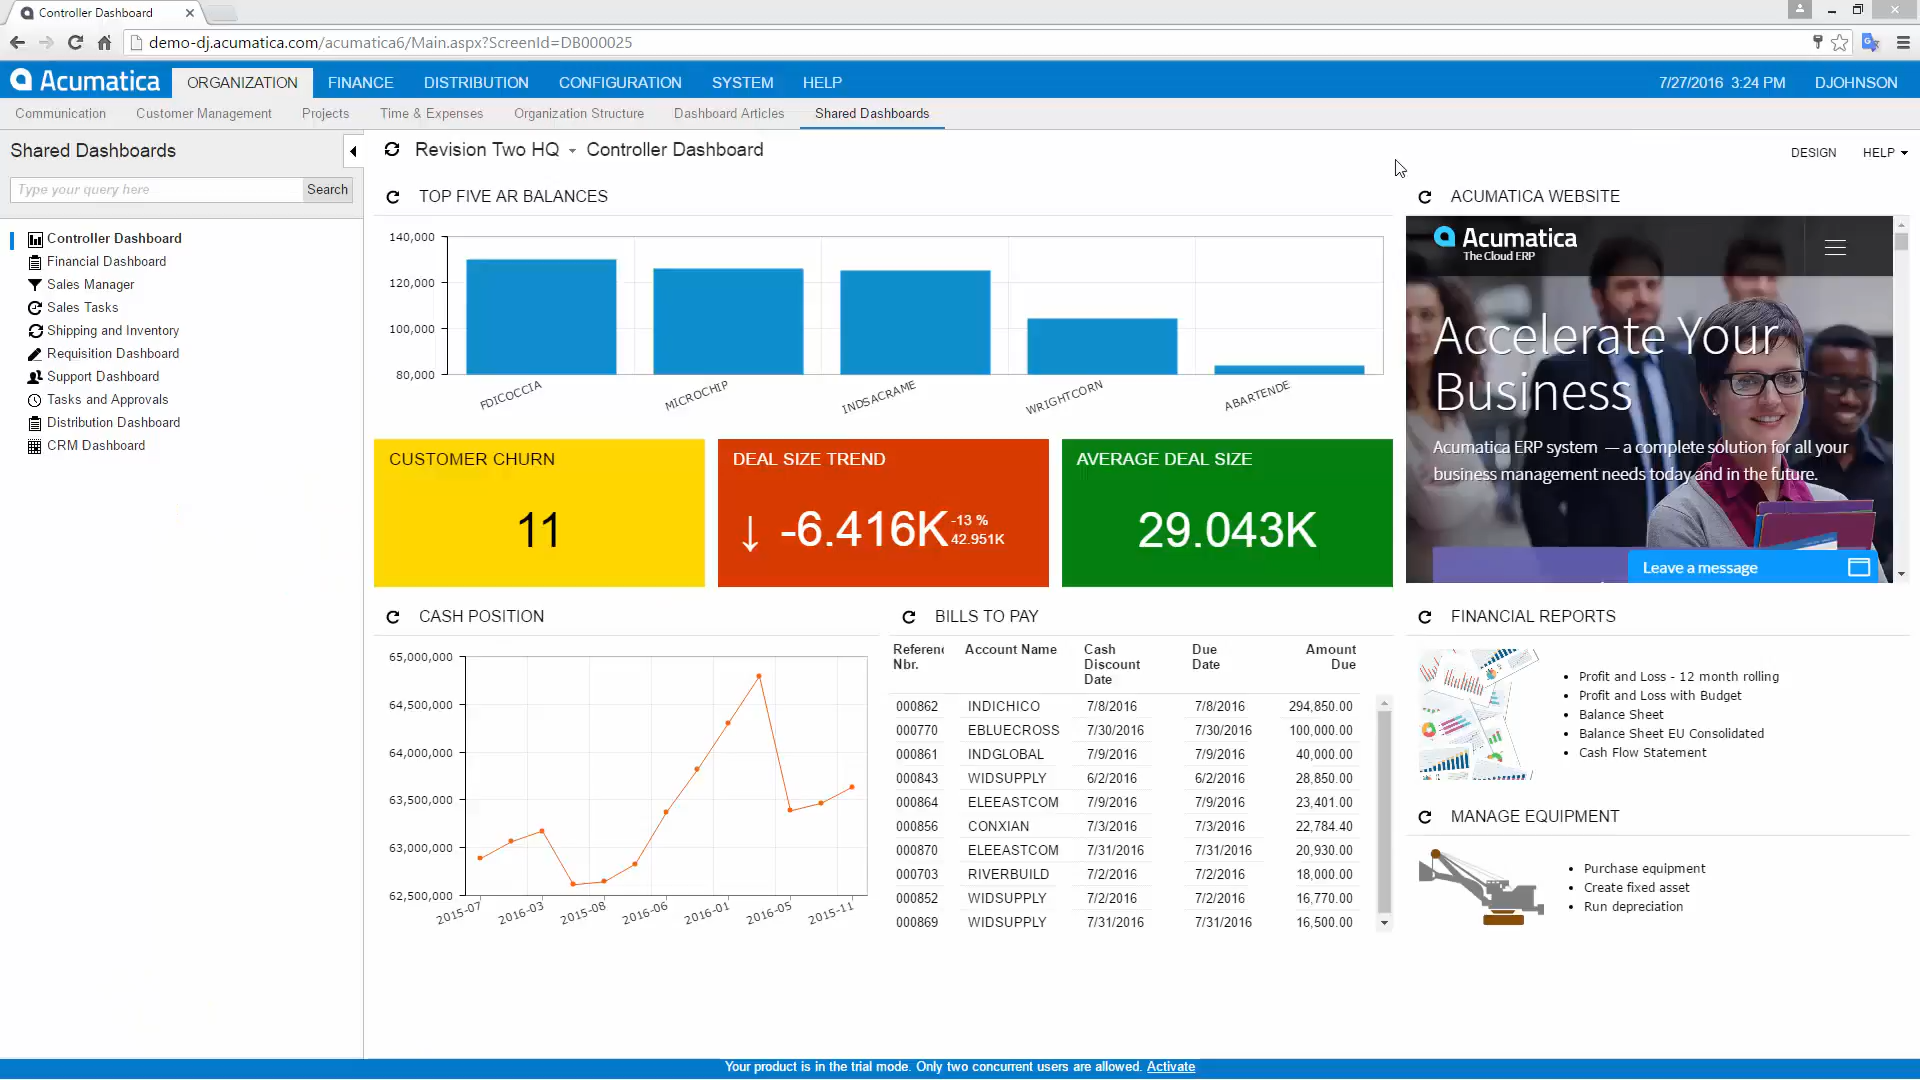 Controller Dashboard
demo-dj.acumatica.com/acumatica6/Main.aspx?ScreenId=DB000025
Acumatica ORGANIZATION FINANCE DISTRIBUTION CONFIGURATION SYSTEM HELP 7/27/2016 3:24 PM DJOHNSON
Communication Customer Management Projects Time & Expenses Organization Structure Dashboard Articles Shared Dashboards
Shared Dashboards
Type your query here Search
Controller Dashboard
Financial Dashboard
Sales Manager
Sales Tasks
Shipping and Inventory
Requisition Dashboard
Support Dashboard
Tasks and Approvals
Distribution Dashboard
CRM Dashboard
Revision Two HQ Controller Dashboard
DESIGN HELP
TOP FIVE AR BALANCES
140,000
120,000
100,000
80,000
FDICOCCIA MICROCHIP INDSACRAME WRIGHTCORN ABARTENDE
ACUMATICA WEBSITE
Acumatica
The Cloud ERP
Accelerate Your
Business
Acumatica ERP system — a complete solution for all your
business management needs today and in the future.
Leave a message
CUSTOMER CHURN
11
DEAL SIZE TREND
↓ -6.416K
-13 %
42.951K
AVERAGE DEAL SIZE
29.043K
CASH POSITION
65,000,000
64,500,000
64,000,000
63,500,000
63,000,000
62,500,000
2015-07 2016-03 2015-08 2016-06 2016-01 2016-05 2015-11
BILLS TO PAY
Referen Account Name Cash Due Amount
Nbr. Discount Date Due
Date
000862 INDICHICO 7/8/2016 7/8/2016 294,850.00
000770 EBLUECROSS 7/30/2016 7/30/2016 100,000.00
000861 INDGLOBAL 7/9/2016 7/9/2016 40,000.00
000843 WIDSUPPLY 6/2/2016 6/2/2016 28,850.00
000864 ELEEASTCOM 7/9/2016 7/9/2016 23,401.00
000856 CONXIAN 7/3/2016 7/3/2016 22,784.40
000870 ELEEASTCOM 7/31/2016 7/31/2016 20,930.00
000703 RIVERBUILD 7/2/2016 7/2/2016 18,000.00
000852 WIDSUPPLY 7/2/2016 7/2/2016 16,770.00
000869 WIDSUPPLY 7/31/2016 7/31/2016 16,500.00
FINANCIAL REPORTS
• Profit and Loss - 12 month rolling
• Profit and Loss with Budget
• Balance Sheet
• Balance Sheet EU Consolidated
• Cash Flow Statement
MANAGE EQUIPMENT
• Purchase equipment
• Create fixed asset
• Run depreciation
Your product is in the trial mode. Only two concurrent users are allowed. Activate